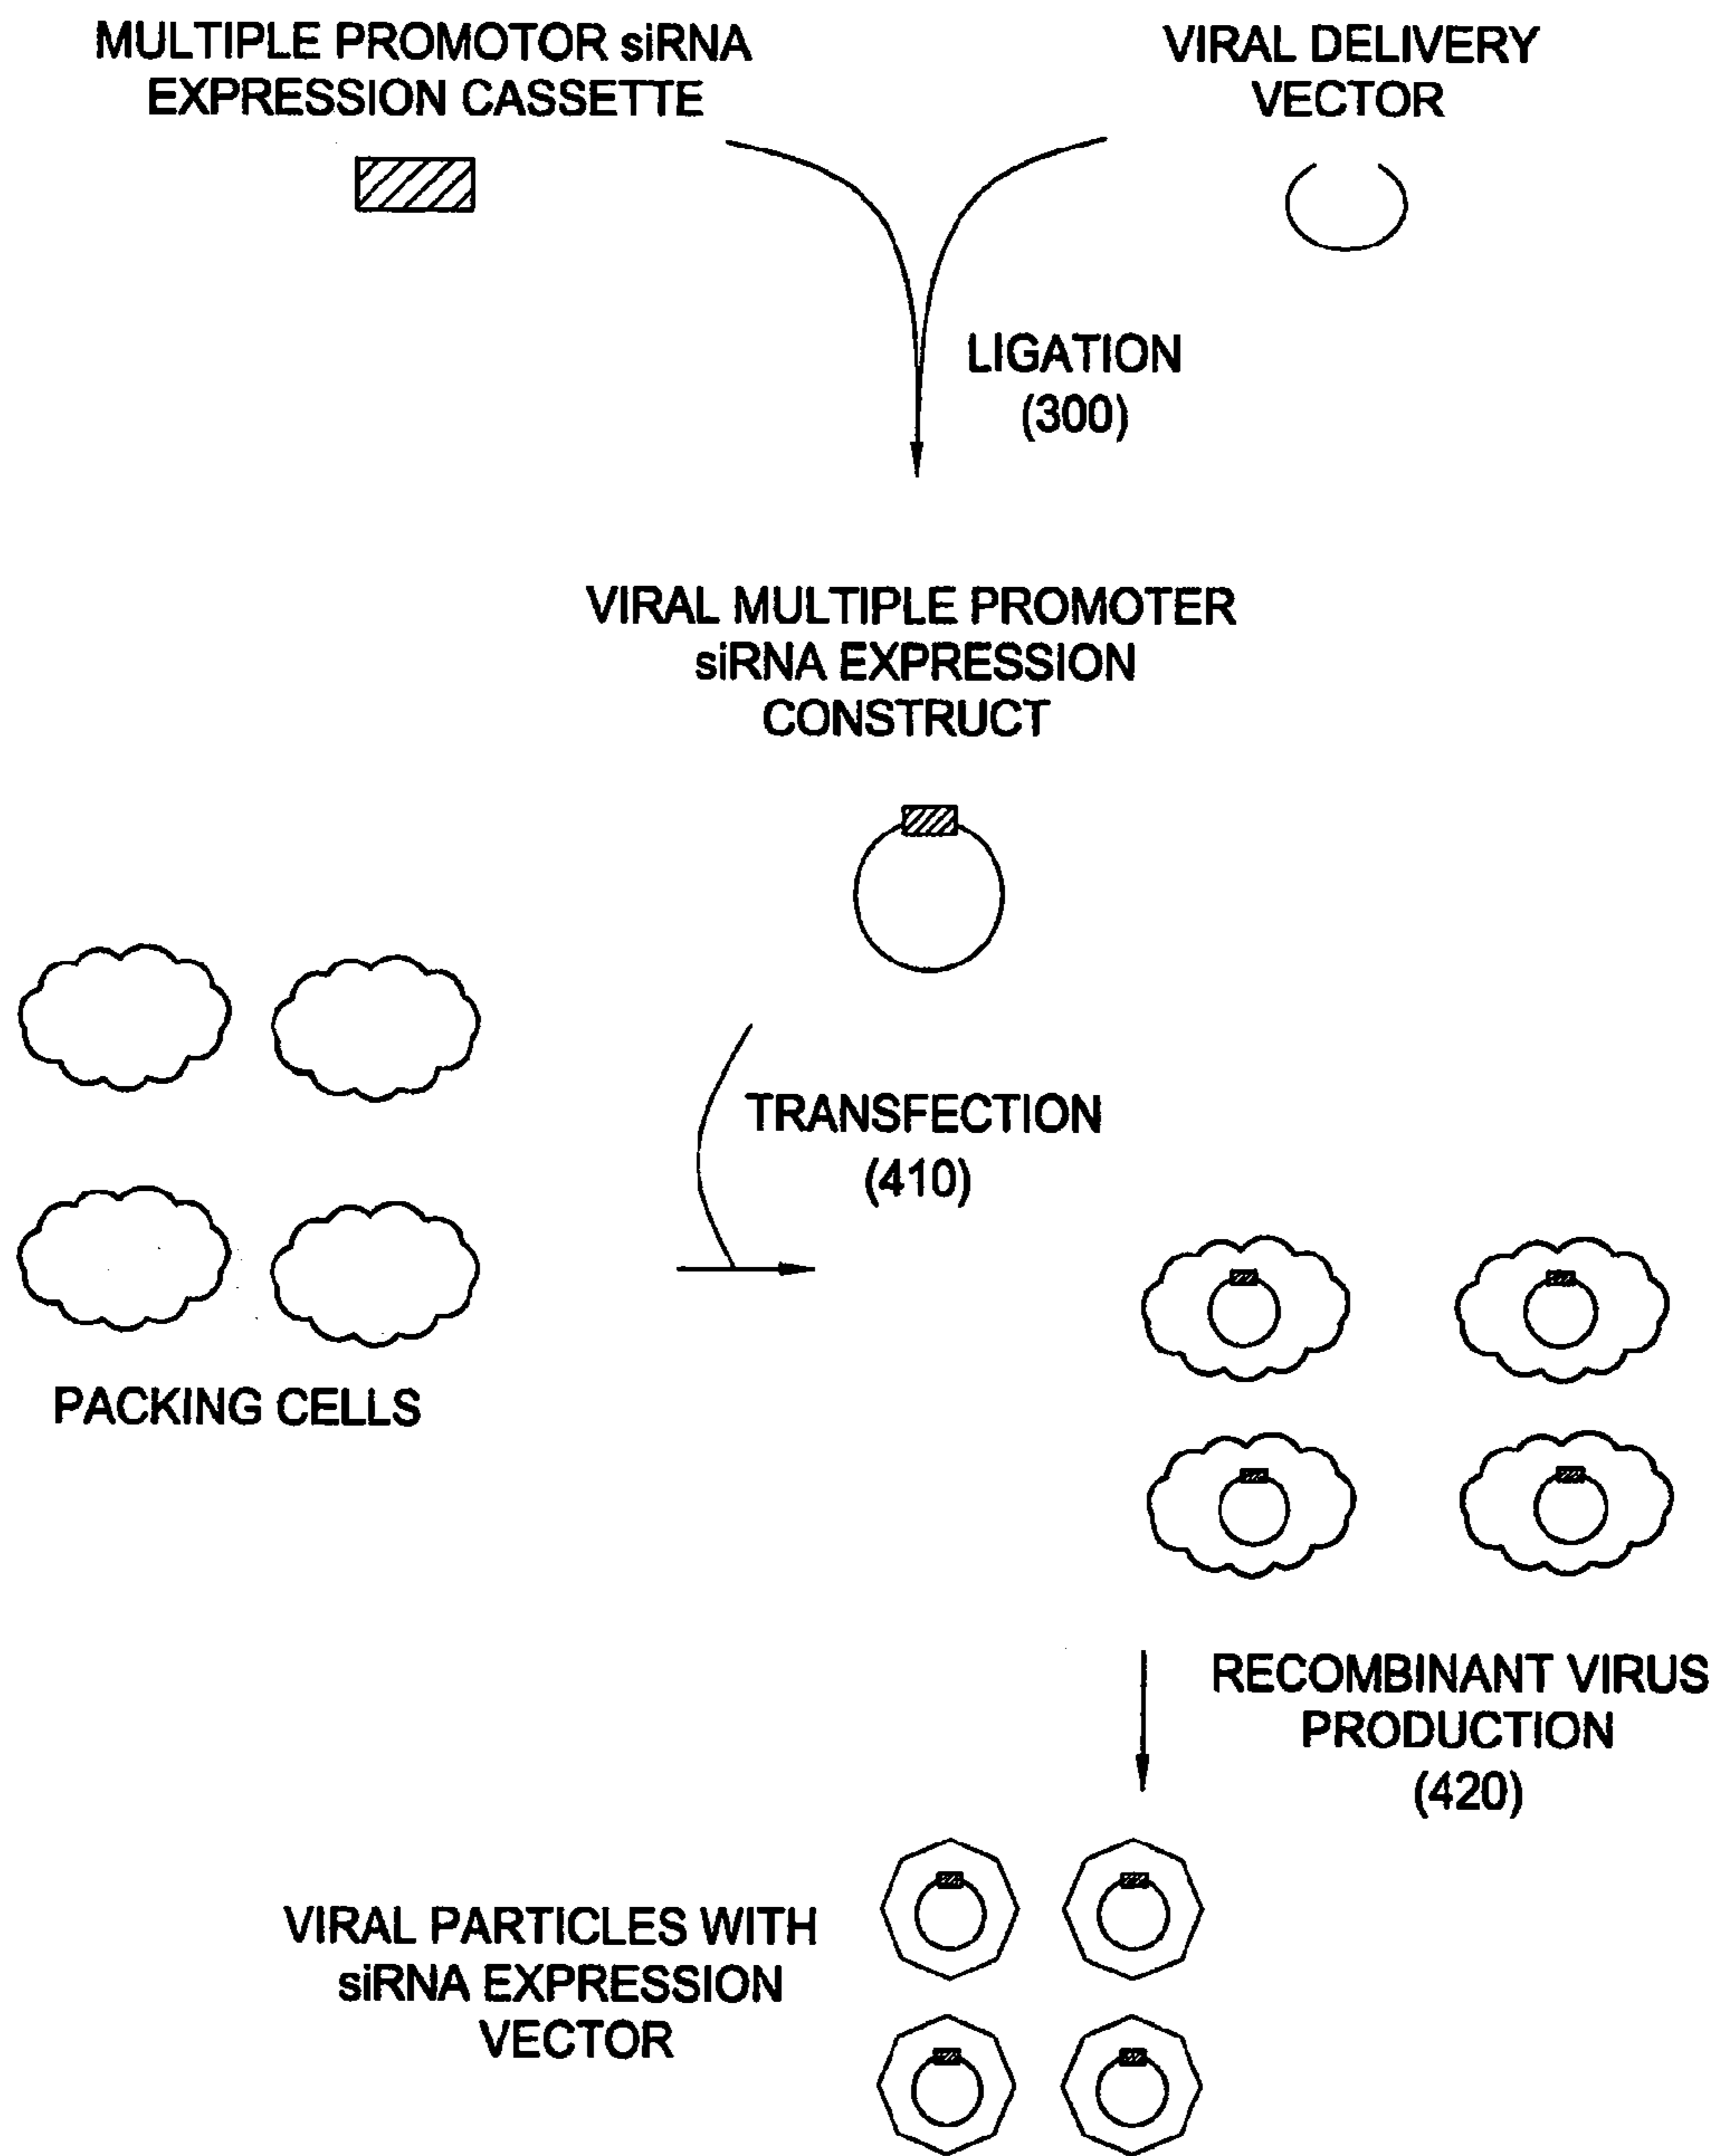 MULTIPLE PROMOTOR siRNA
EXPRESSION CASSETTE
VIRAL DELIVERY
VECTOR
LIGATION
(300)
VIRAL MULTIPLE PROMOTER
siRNA EXPRESSION
CONSTRUCT
TRANSFECTION
(410)
PACKING CELLS
RECOMBINANT VIRUS
PRODUCTION
(420)
VIRAL PARTICLES WITH
siRNA EXPRESSION
VECTOR